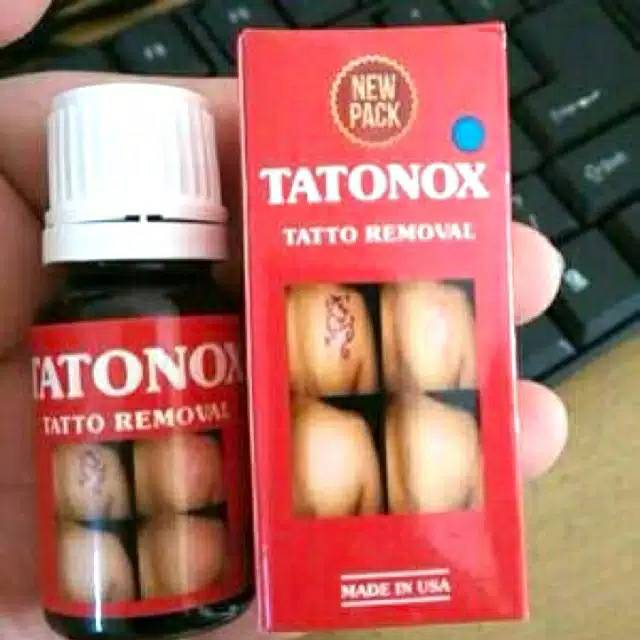 NEW
PACK
TATONOX
TATTO REMOVAL
MADE IN USA
TATONOX
TATTO REMOVAL